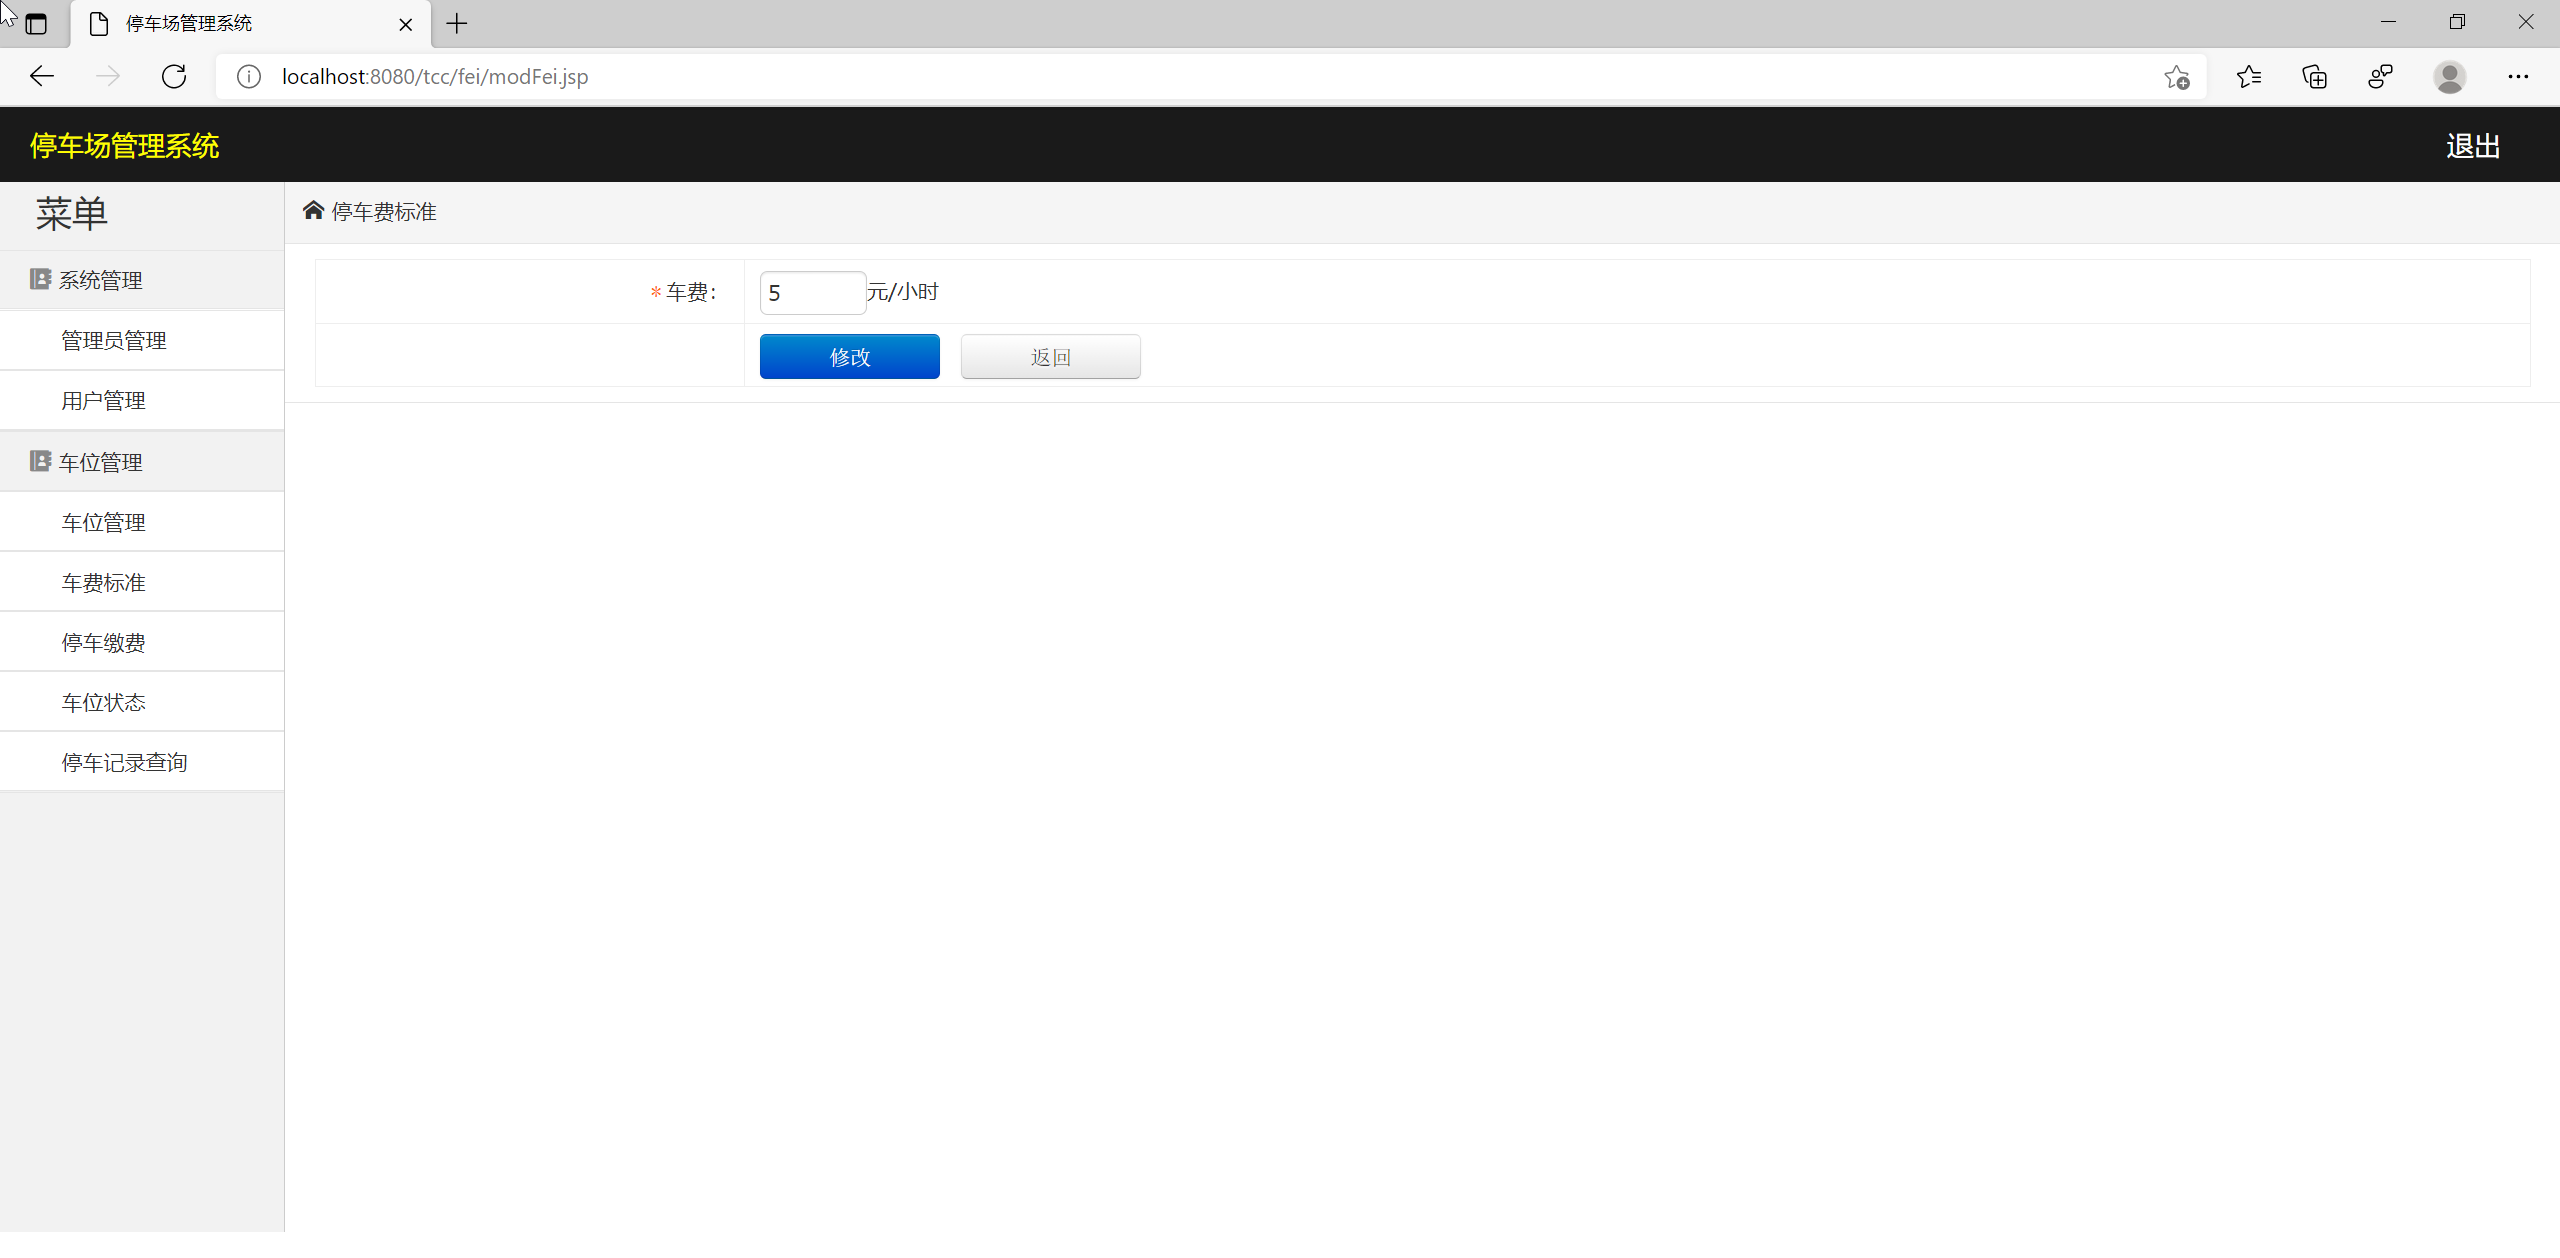 停车场管理系统
localhost:8080/tcc/fei/modFei.jsp
停车场管理系统
退出
菜单
停车费标准
系统管理
*车费：
5
元/小时
管理员管理
修改
返回
用户管理
车位管理
车位管理
车费标准
停车缴费
车位状态
停车记录查询